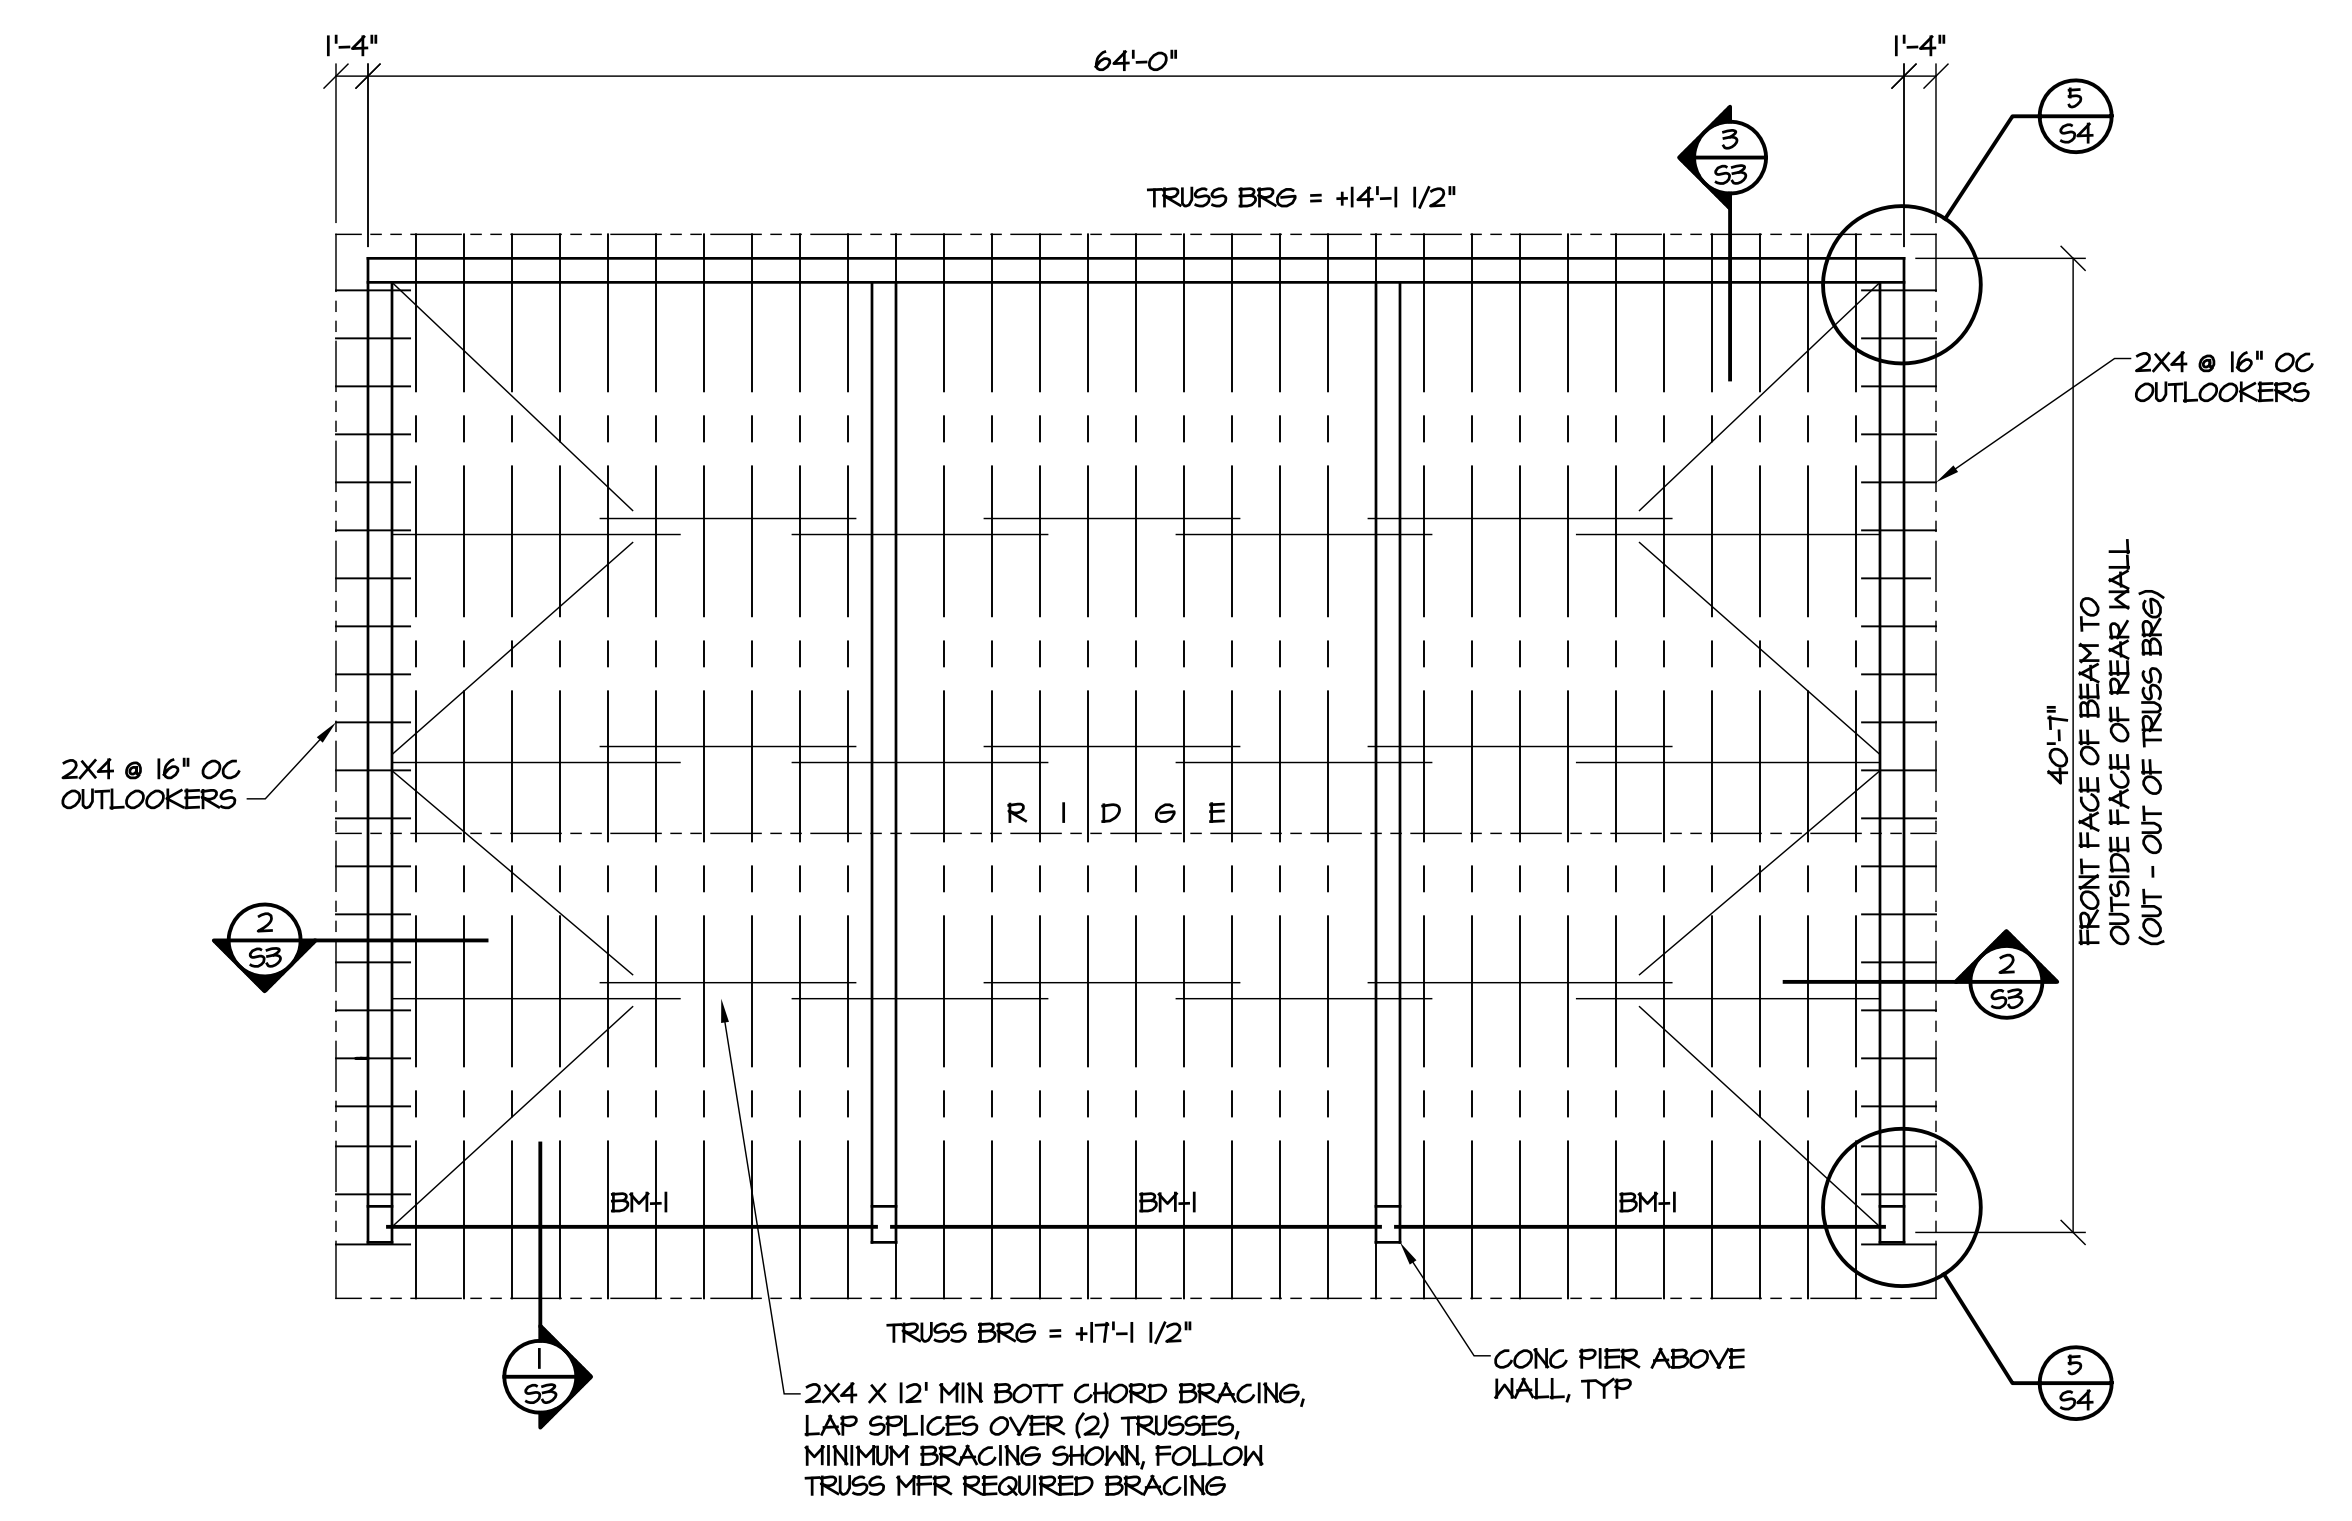 1'-4"
64'-0"
1'-4"
5
S4
3
S3
TRUSS BRG = +14'-1 1/2"
2X4 @ 16" OC
OUTLOOKERS
40'-7"
FRONT FACE OF BEAM TO
OUTSIDE FACE OF REAR WALL
(OUT - OUT OF TRUSS BRG)
2X4 @ 16" OC
OUTLOOKERS
R I D G E
2
S3
2
S3
BM-1
BM-1
BM-1
TRUSS BRG = +17'-1 1/2"
1
S3
CONC PIER ABOVE
WALL, TYP
5
S4
2X4 X 12' MIN BOTT CHORD BRACING,
LAP SPLICES OVER (2) TRUSSES,
MINIMUM BRACING SHOWN, FOLLOW
TRUSS MFR REQUIRED BRACING